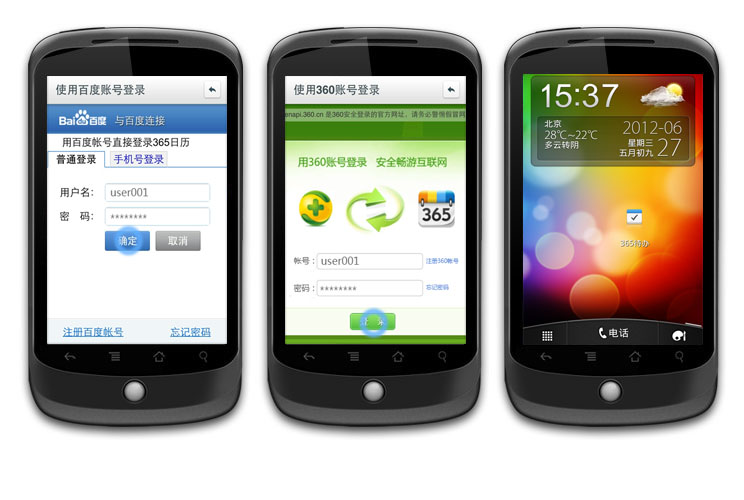 使用百度账号登录
Bai百度 与百度连接
用百度帐号直接登录365日历
普通登录 手机号登录
用户名： user001
密 码： ********
确定 取消
注册百度帐号 忘记密码
使用360账号登录
enapi.360.cn 是360安全登录的官方网址，请务必警惕假冒网
用360账号登录 安全畅游互联网
365
帐号： user001 注册360帐号
密码： ******** 忘记密码
15:37
北京
28℃~22℃
多云转阴
2012-06
星期三
五月初九
27
365待办
电话